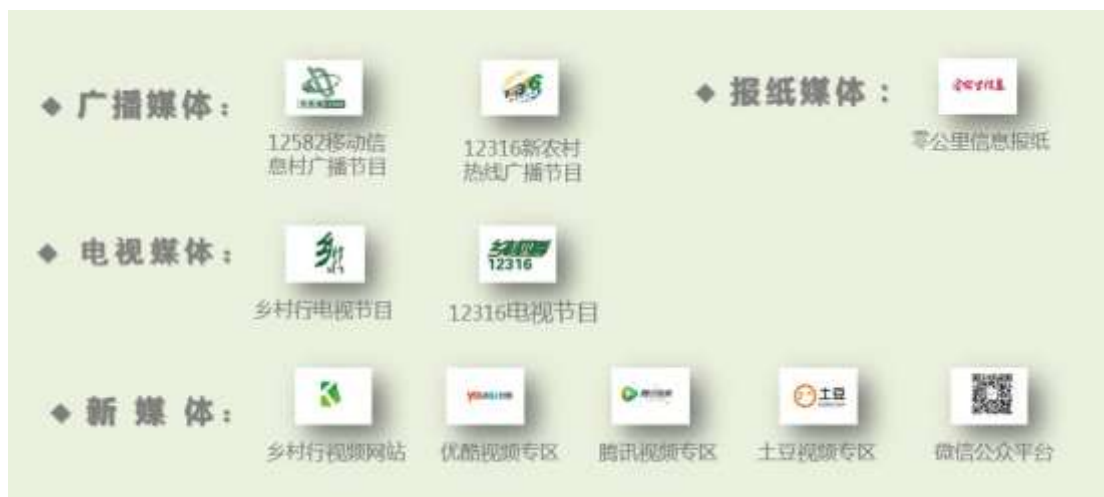 ◆ 广播媒体：
12582移动信
息村广播节目
12316新农村
热线广播节目
◆ 报纸媒体：
零公里信息报纸
◆ 电视媒体：
12316
乡村行电视节目
12316电视节目
◆ 新媒体：
土豆
乡村行视频网站
优酷视频专区
腾讯视频专区
土豆视频专区
微信公众平台